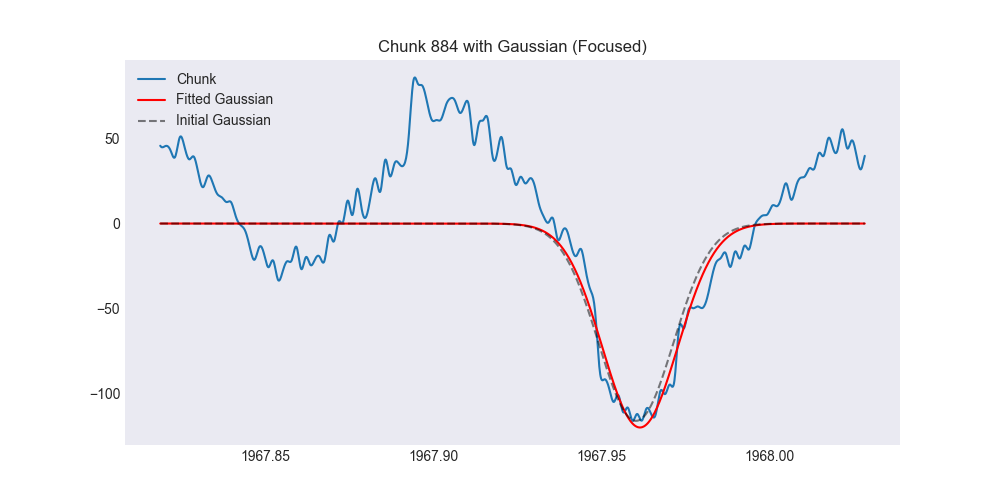 Chunk 884 with Gaussian (Focused)
Chunk
Fitted Gaussian
Initial Gaussian
50
0
−50
−100
1967.85 1967.90 1967.95 1968.00